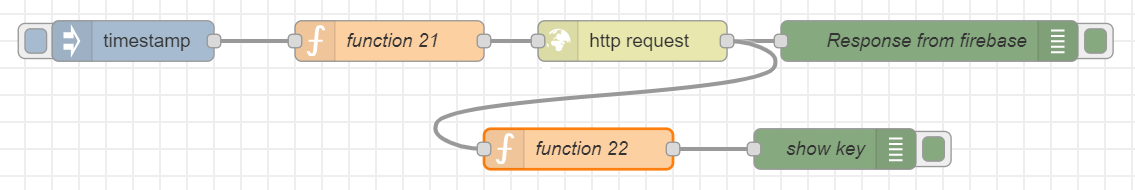 timestamp
function 21
http request
Response from firebase
function 22
show key